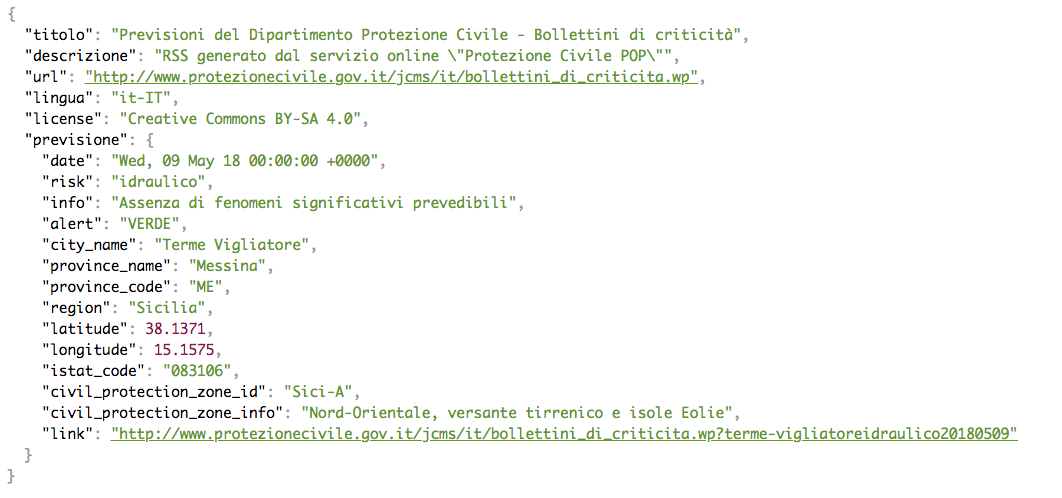 {
"titolo": "Previsioni del Dipartimento Protezione Civile - Bollettini di criticità",
"descrizione": "RSS generato dal servizio online \"Protezione Civile POP\"",
"url": "http://www.protezionecivile.gov.it/jcms/it/bollettini_di_criticita.wp",
"lingua": "it-IT",
"license": "Creative Commons BY-SA 4.0",
"previsione": {
"date": "Wed, 09 May 18 00:00:00 +0000",
"risk": "idraulico",
"info": "Assenza di fenomeni significativi prevedibili",
"alert": "VERDE",
"city_name": "Terme Vigliatore",
"province_name": "Messina",
"province_code": "ME",
"region": "Sicilia",
"latitude": 38.1371,
"longitude": 15.1575,
"istat_code": "083106",
"civil_protection_zone_id": "Sici-A",
"civil_protection_zone_info": "Nord-Orientale, versante tirrenico e isole Eolie",
"link": "http://www.protezionecivile.gov.it/jcms/it/bollettini_di_criticita.wp?terme-vigliatoreidraulico20180509"
}
}